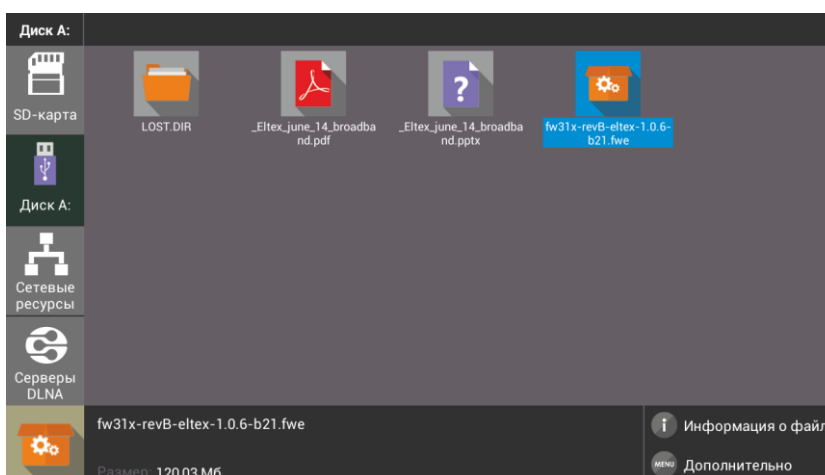 Диск A:
SD-карта
Диск A:
Сетевые
ресурсы
Серверы
DLNA
LOST.DIR
_Eltex_june_14_broadba
nd.pdf
_Eltex_june_14_broadba
nd.pptx
?
fw31x-revB-eltex-1.0.6-
b21.fwe
fw31x-revB-eltex-1.0.6-b21.fwe
Размер: 120.03 Мб
i Информация о файл
MENU Дополнительно